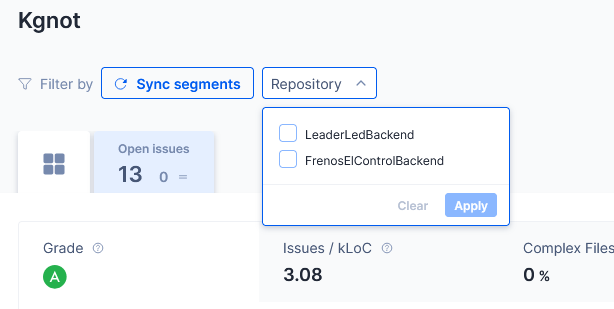 Kgnot
Filter by
Sync segments
Repository
LeaderLedBackend
FrenosElControlBackend
Clear
Apply
Open issues
13 0 =
Grade
A
Issues / kLoC
3.08
Complex Files
0 %